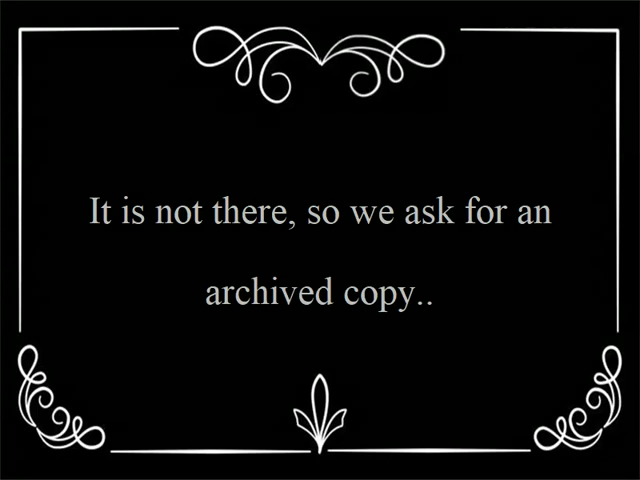 It is not there, so we ask for an
archived copy..